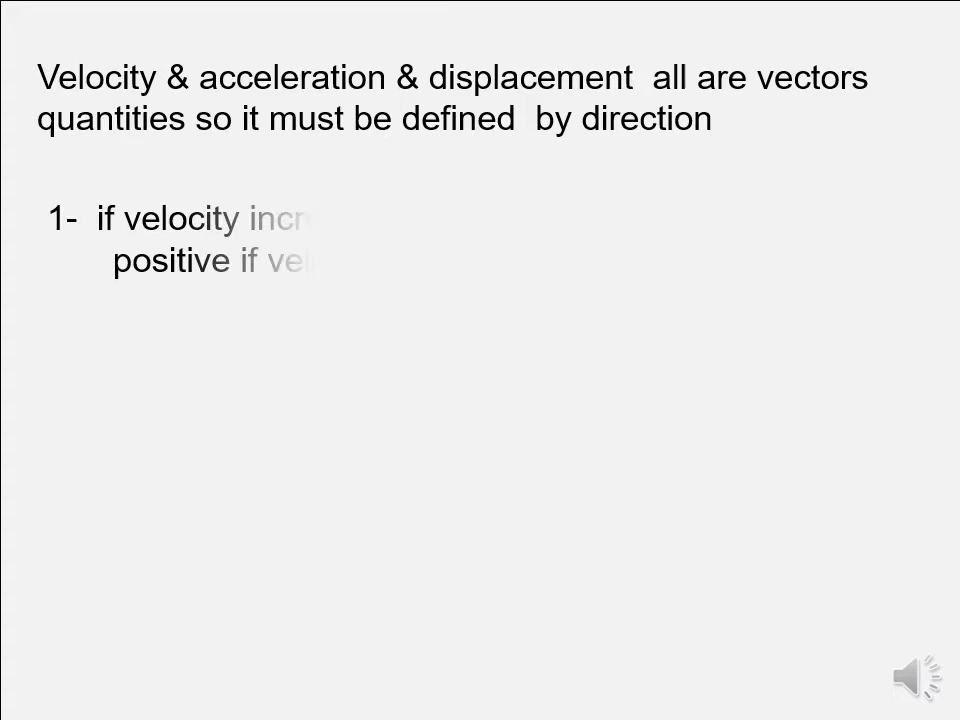 Velocity & acceleration & displacement all are vectors
quantities so it must be defined by direction
1- if velocity
positive if